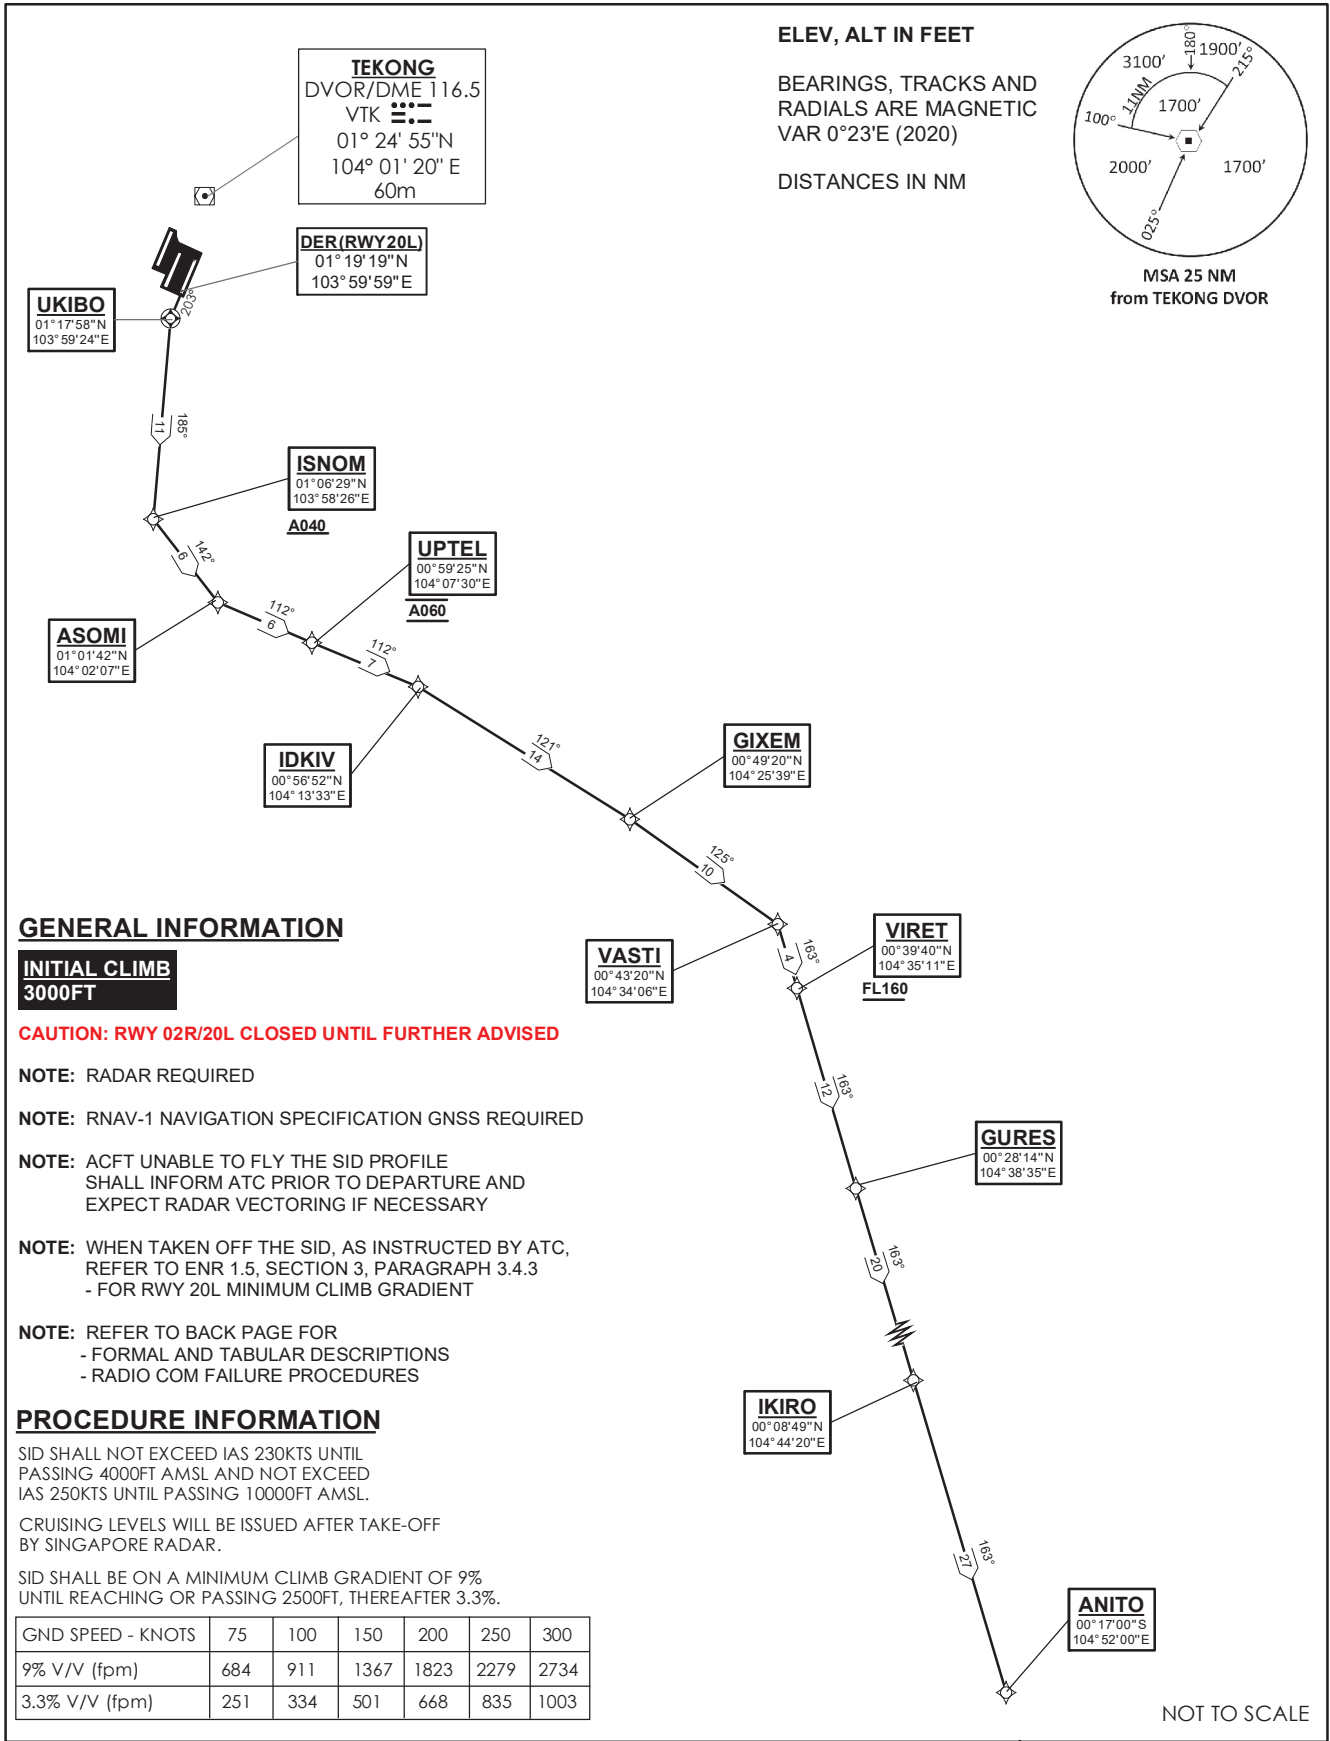 ELEV, ALT IN FEET
BEARINGS, TRACKS AND
RADIALS ARE MAGNETIC
VAR 0°23'E (2020)
DISTANCES IN NM
180°
1900'
215°
3100'
11NM
1700'
100°
2000'
1700'
025°
MSA 25 NM
from TEKONG DVOR
TEKONG
DVOR/DME 116.5
VTK
01° 24' 55"N
104° 01' 20" E
60m
DER(RWY20L)
01°19'19"N
103°59'59"E
203°
UKIBO
01°17'58"N
103°59'24"E
11
185°
ISNOM
01°06'29"N
103°58'26"E
A040
6
142°
UPTEL
00°59'25"N
104°07'30"E
A060
ASOMI
01°01'42"N
104°02'07"E
112°
6
112°
7
IDKIV
00°56'52"N
104°13'33"E
121°
14
GIXEM
00°49'20"N
104°25'39"E
125°
10
VASTI
00°43'20"N
104°34'06"E
4
163°
VIRET
00°39'40"N
104°35'11"E
FL160
12
163°
GURES
00°28'14"N
104°38'35"E
20
163°
IKIRO
00°08'49"N
104°44'20"E
27
163°
ANITO
00°17'00"S
104°52'00"E
GENERAL INFORMATION
INITIAL CLIMB
3000FT
CAUTION: RWY 02R/20L CLOSED UNTIL FURTHER ADVISED
NOTE: RADAR REQUIRED
NOTE: RNAV-1 NAVIGATION SPECIFICATION GNSS REQUIRED
NOTE: ACFT UNABLE TO FLY THE SID PROFILE
SHALL INFORM ATC PRIOR TO DEPARTURE AND
EXPECT RADAR VECTORING IF NECESSARY
NOTE: WHEN TAKEN OFF THE SID, AS INSTRUCTED BY ATC,
REFER TO ENR 1.5, SECTION 3, PARAGRAPH 3.4.3
- FOR RWY 20L MINIMUM CLIMB GRADIENT
NOTE: REFER TO BACK PAGE FOR
- FORMAL AND TABULAR DESCRIPTIONS
- RADIO COM FAILURE PROCEDURES
PROCEDURE INFORMATION
SID SHALL NOT EXCEED IAS 230KTS UNTIL
PASSING 4000FT AMSL AND NOT EXCEED
IAS 250KTS UNTIL PASSING 10000FT AMSL.
CRUISING LEVELS WILL BE ISSUED AFTER TAKE-OFF
BY SINGAPORE RADAR.
SID SHALL BE ON A MINIMUM CLIMB GRADIENT OF 9%
UNTIL REACHING OR PASSING 2500FT, THEREAFTER 3.3%.
GND SPEED - KNOTS 75 100 150 200 250 300
9% V/V (fpm) 684 911 1367 1823 2279 2734
3.3% V/V (fpm) 251 334 501 668 835 1003
NOT TO SCALE